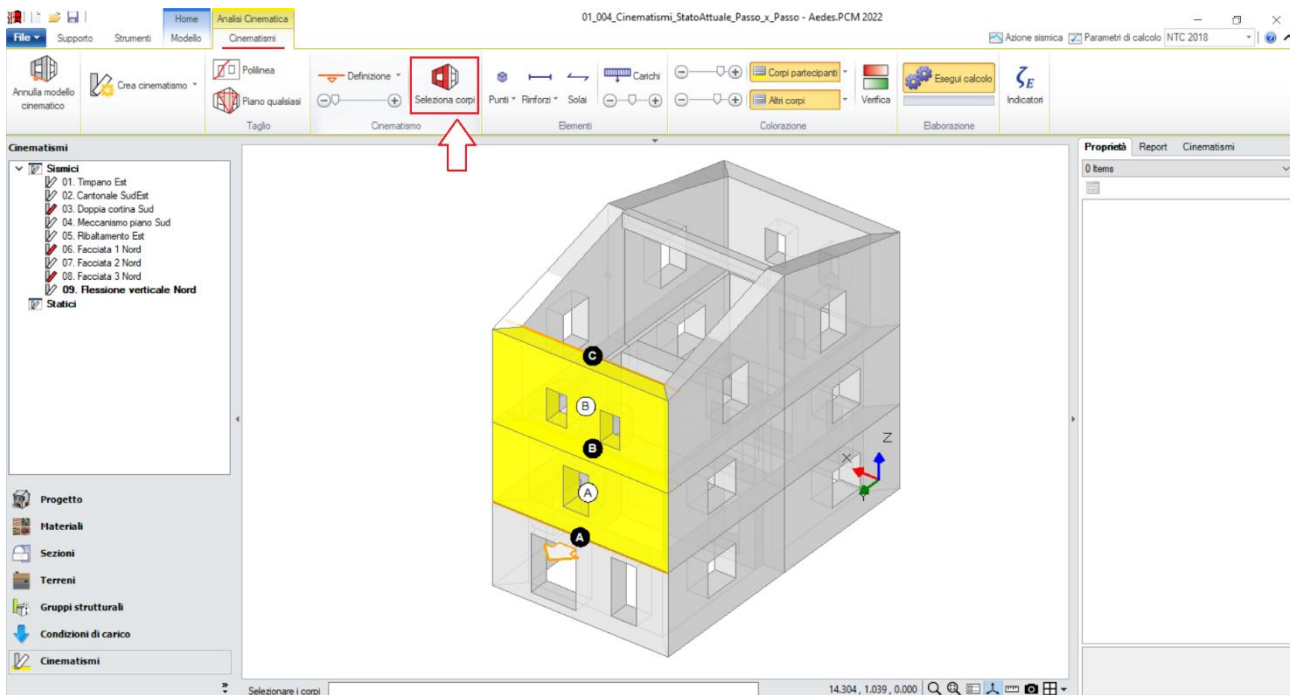 01_004_Cinematismi_StatoAttuale_Passo_x_Passo - Aedes.PCM 2022
Home
Analisi Cinematica
File
Supporto
Strumenti
Modello
Cinematismi
Azione sismica
Parametri di calcolo
NTC 2018
Annulla modello
cinematico
Crea cinematismo
Polilinea
Piano qualsiasi
Taglio
Definizione
Seleziona corpi
Cinematismo
Punti
Rinforzi
Solai
Carichi
Elementi
Corpi partecipanti
Altri corpi
Colorazione
Verifica
Esegui calcolo
Elaborazione
ζE
Indicatori
Cinematismi
Sismici
01. Timpano Est
02. Cantonale SudEst
03. Doppia cortina Sud
04. Meccanismo piano Sud
05. Ribaltamento Est
06. Facciata 1 Nord
07. Facciata 2 Nord
08. Facciata 3 Nord
09. Flessione verticale Nord
Statici
Progetto
Materiali
Sezioni
Terreni
Gruppi strutturali
Condizioni di carico
Cinematismi
C
B
B
A
A
Z
X
Y
Proprietà
Report
Cinematismi
0 Items
Selezionare i corpi
14.304 , 1.039 , 0.000